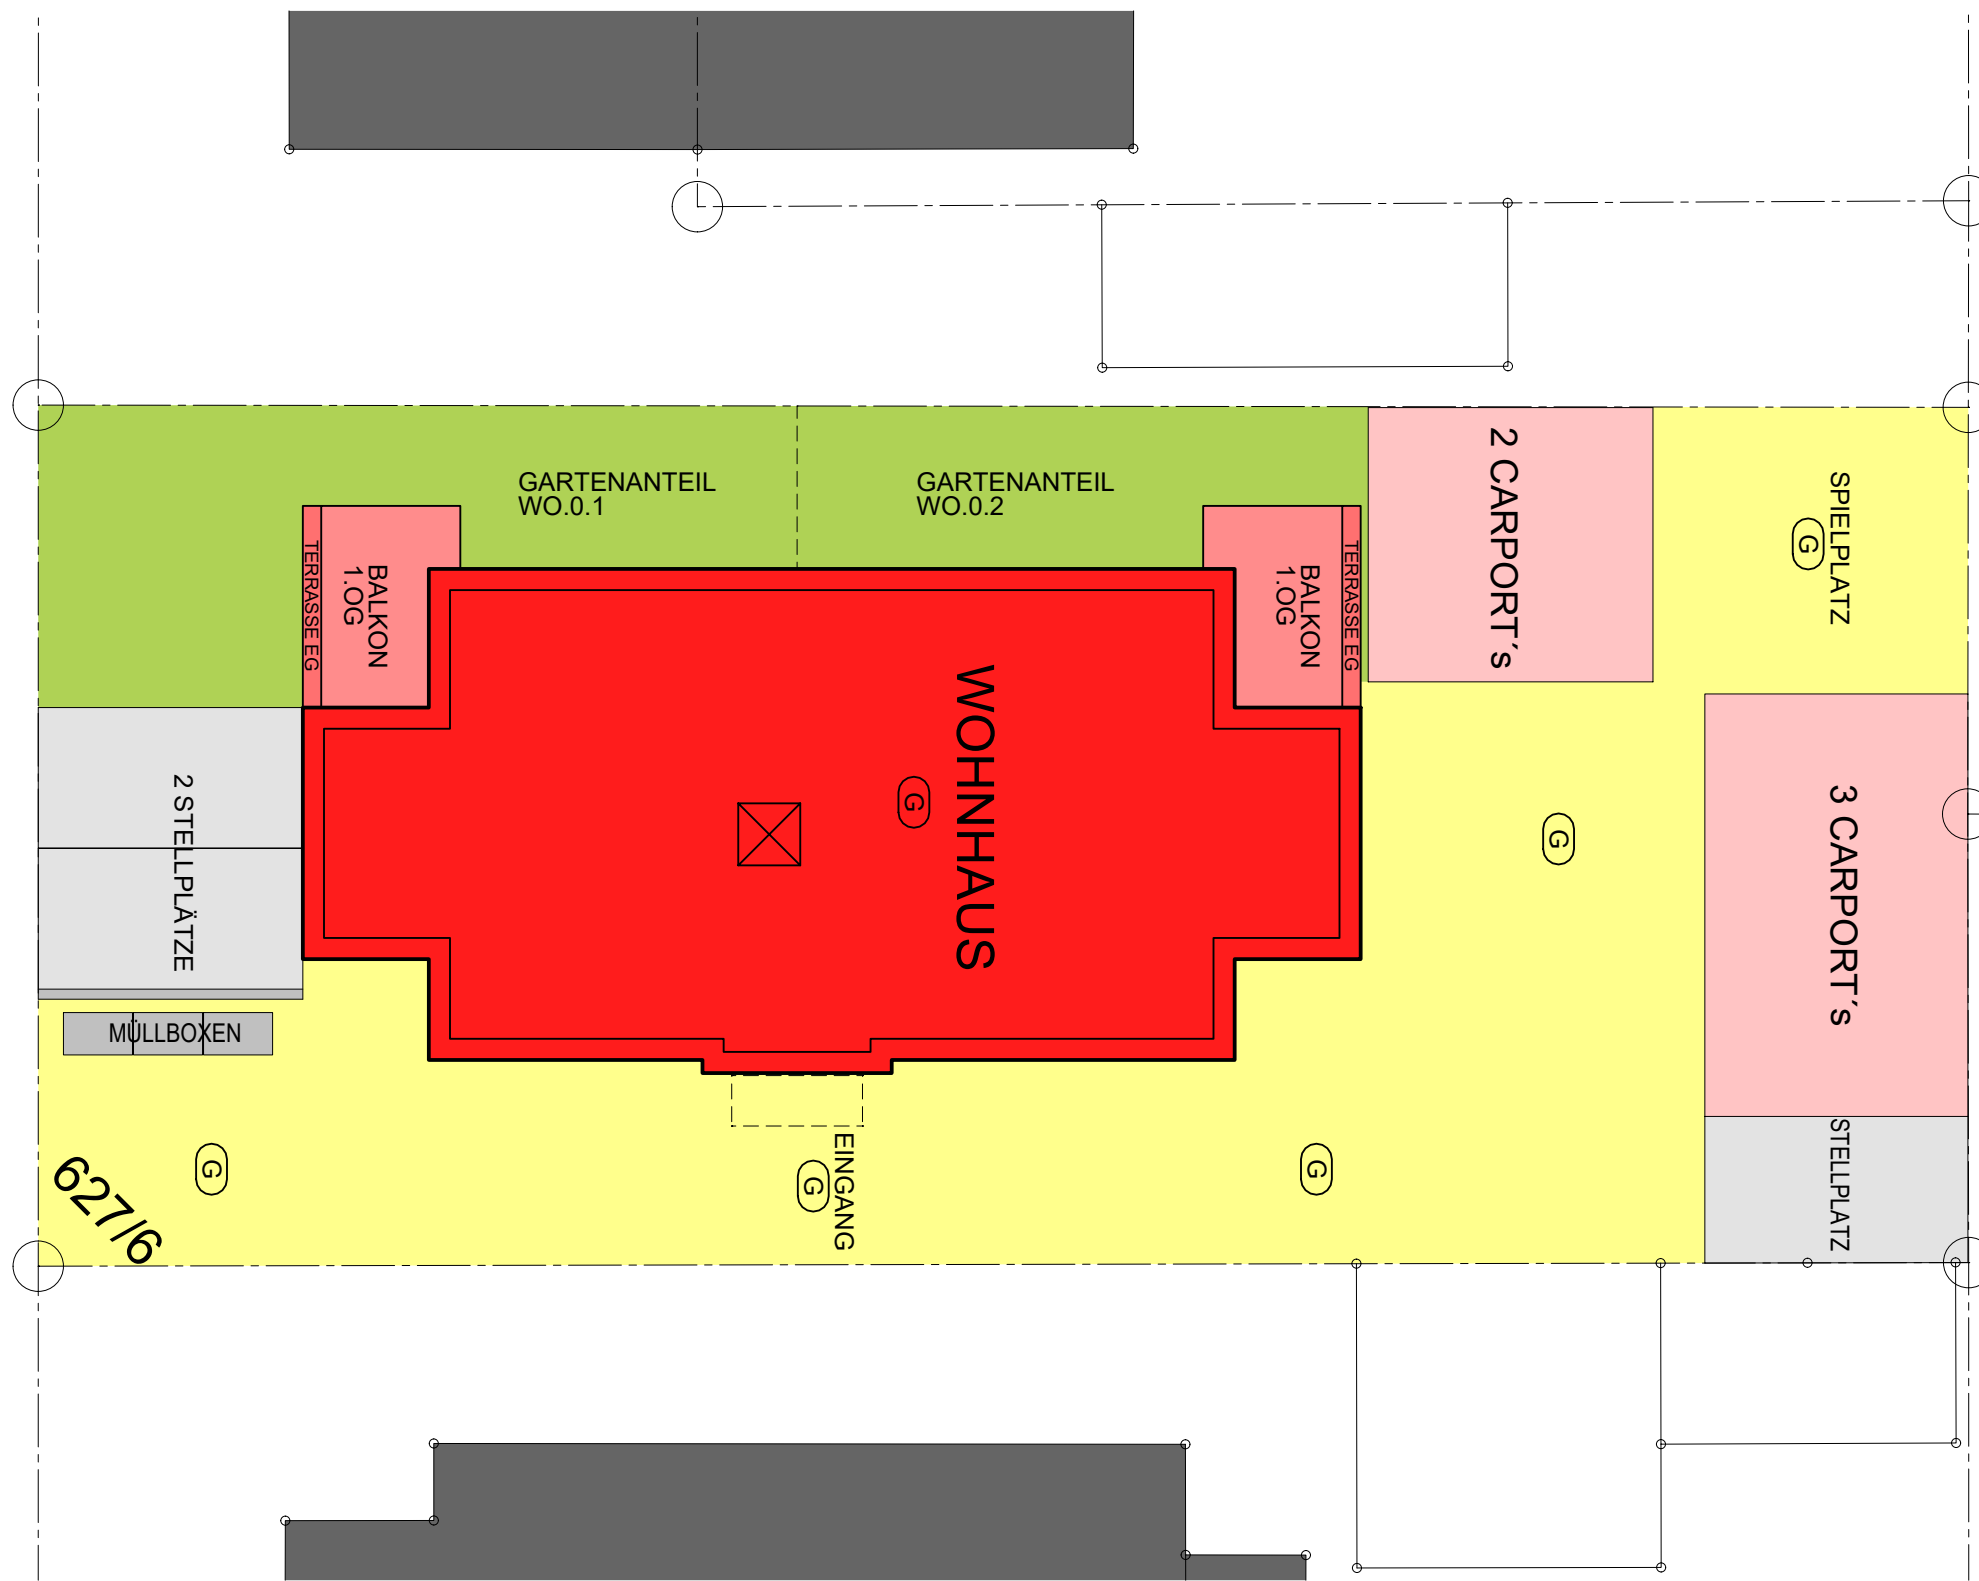 GARTENANTEIL
WO.0.1
GARTENANTEIL
WO.0.2
TERRASSE EG
BALKON
1.OG
BALKON
1.OG
TERRASSE EG
2 CARPORT´s
SPIELPLATZ
G
WOHNHAUS
G
2 STELLPLÄTZE
G
3 CARPORT´s
MÜLLBOXEN
STELLPLATZ
EINGANG
G
G
G
627/6